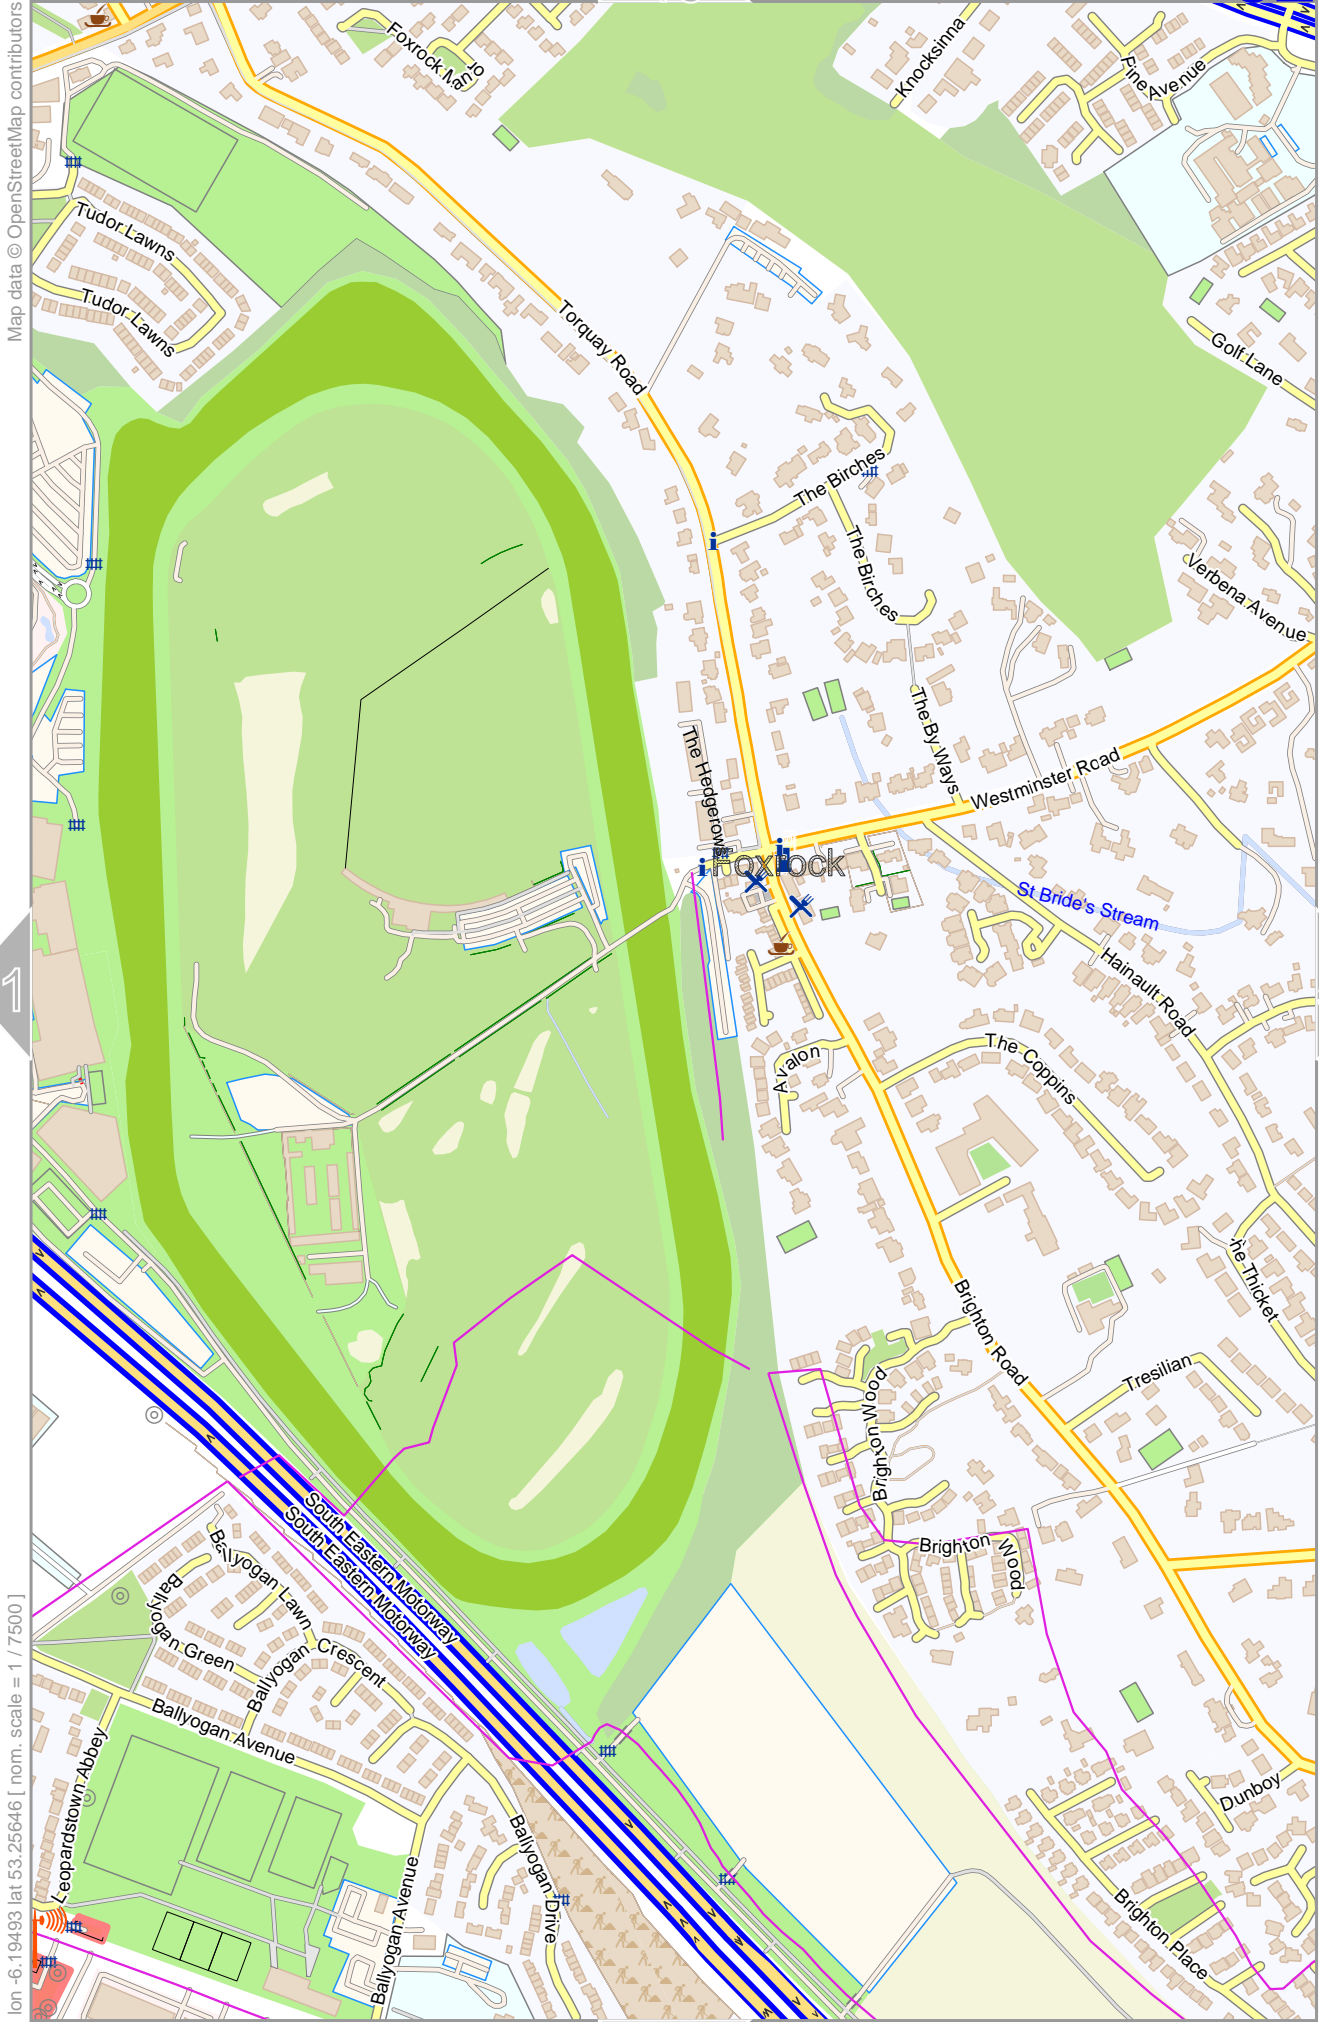 Map data © OpenStreetMap contributors
Foxrock Manor
Knocksinna
Fine
Avenue
Tudor Lawns
Tudor Lawns
Torquay Road
Golf Lane
The Birches
The Birches
Verbena Avenue
The By Ways
The Hedgerows
Westminster Road
Foxrock
St Bride's Stream
Hainault Road
1
Avalon
The Coppins
he Thicket
Brighton Road
Tresilian
Brighton Wood
Brighton
Wood
South Eastern Motorway
South Eastern Motorway
Ballyogan Lawn
Ballyogan Green
Ballyogan
Crescent
Ballyogan Avenue
Leopardstown Abbey
Ballyogan Avenue
Ballyogan Drive
Dunboy
Brighton Place
lon -6.19493 lat 53.25646 [ nom. scale = 1 / 7500 ]